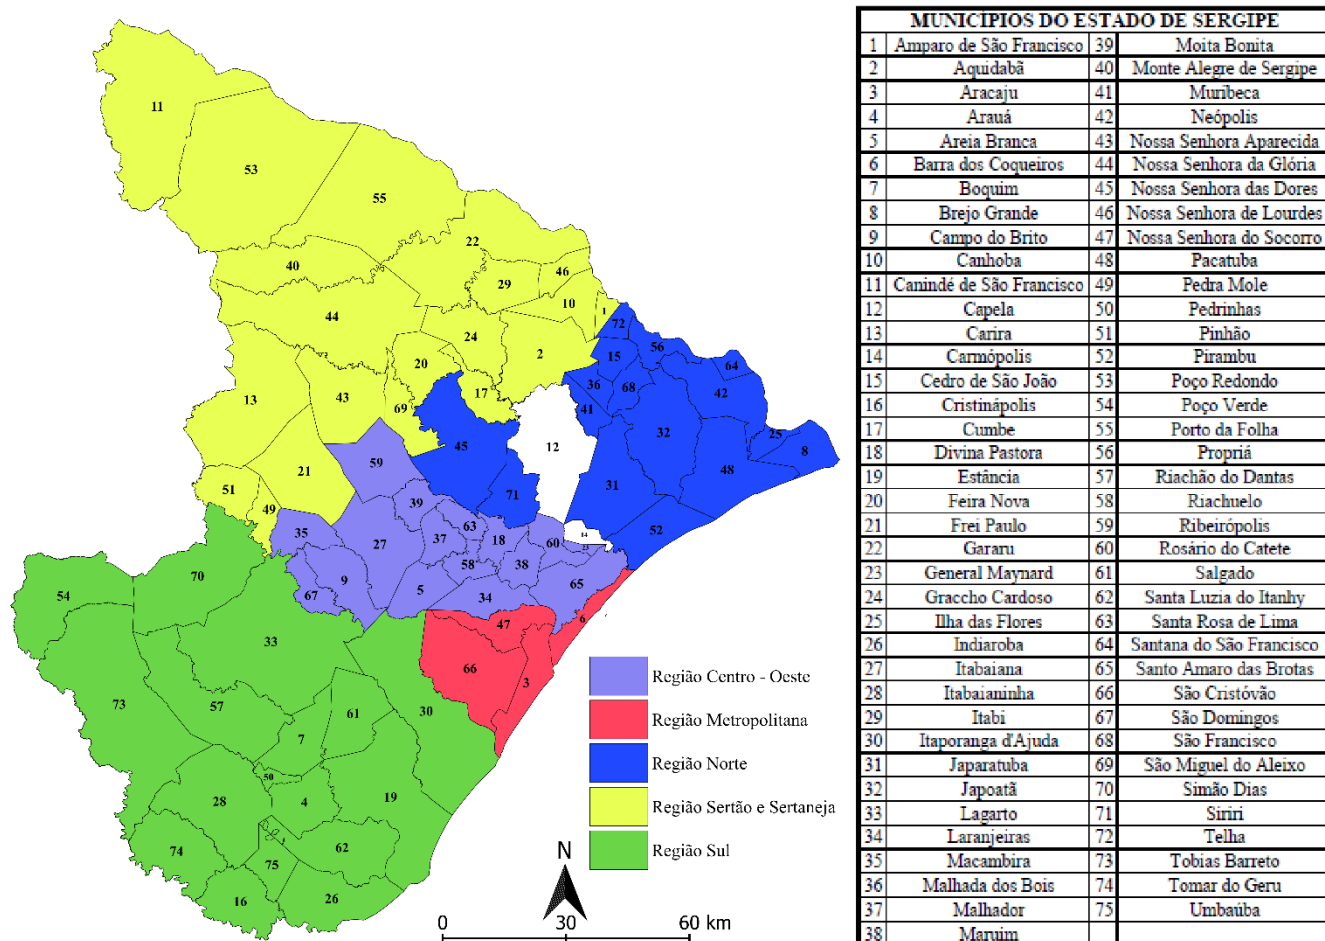 11
53
55
22
40
46
29
10
44
1
24
72
2
56
20
15
64
36
68
17
42
13
43
69
41
32
25
45
12
8
59
48
21
31
51
71
39
49
52
35
63
14
27
37
18
60
23
58
38
9
65
70
5
54
67
34
6
47
33
66
3
73
57
61
30
7
50
28
4
19
74
62
75
16
26
Região Centro - Oeste
Região Metropolitana
Região Norte
Região Sertão e Sertaneja
Região Sul
N
0 30 60 km
MUNICÍPIOS DO ESTADO DE SERGIPE
1 Amparo de São Francisco 39 Moita Bonita
2 Aquidabã 40 Monte Alegre de Sergipe
3 Aracaju 41 Muribeca
4 Arauá 42 Neópolis
5 Areia Branca 43 Nossa Senhora Aparecida
6 Barra dos Coqueiros 44 Nossa Senhora da Glória
7 Boquim 45 Nossa Senhora das Dores
8 Brejo Grande 46 Nossa Senhora de Lourdes
9 Campo do Brito 47 Nossa Senhora do Socorro
10 Canhoba 48 Pacatuba
11 Canindé de São Francisco 49 Pedra Mole
12 Capela 50 Pedrinhas
13 Carira 51 Pinhão
14 Carmópolis 52 Pirambu
15 Cedro de São João 53 Poço Redondo
16 Cristinápolis 54 Poço Verde
17 Cumbe 55 Porto da Folha
18 Divina Pastora 56 Propriá
19 Estância 57 Riachão do Dantas
20 Feira Nova 58 Riachuelo
21 Frei Paulo 59 Ribeirópolis
22 Gararu 60 Rosário do Catete
23 General Maynard 61 Salgado
24 Graccho Cardoso 62 Santa Luzia do Itanhy
25 Ilha das Flores 63 Santa Rosa de Lima
26 Indiaroba 64 Santana do São Francisco
27 Itabaiana 65 Santo Amaro das Brotas
28 Itabaianinha 66 São Cristóvão
29 Itabi 67 São Domingos
30 Itaporanga d'Ajuda 68 São Francisco
31 Japaratuba 69 São Miguel do Aleixo
32 Japoatã 70 Simão Dias
33 Lagarto 71 Siriri
34 Laranjeiras 72 Telha
35 Macambira 73 Tobias Barreto
36 Malhada dos Bois 74 Tomar do Geru
37 Malhador 75 Umbaúba
38 Maruim